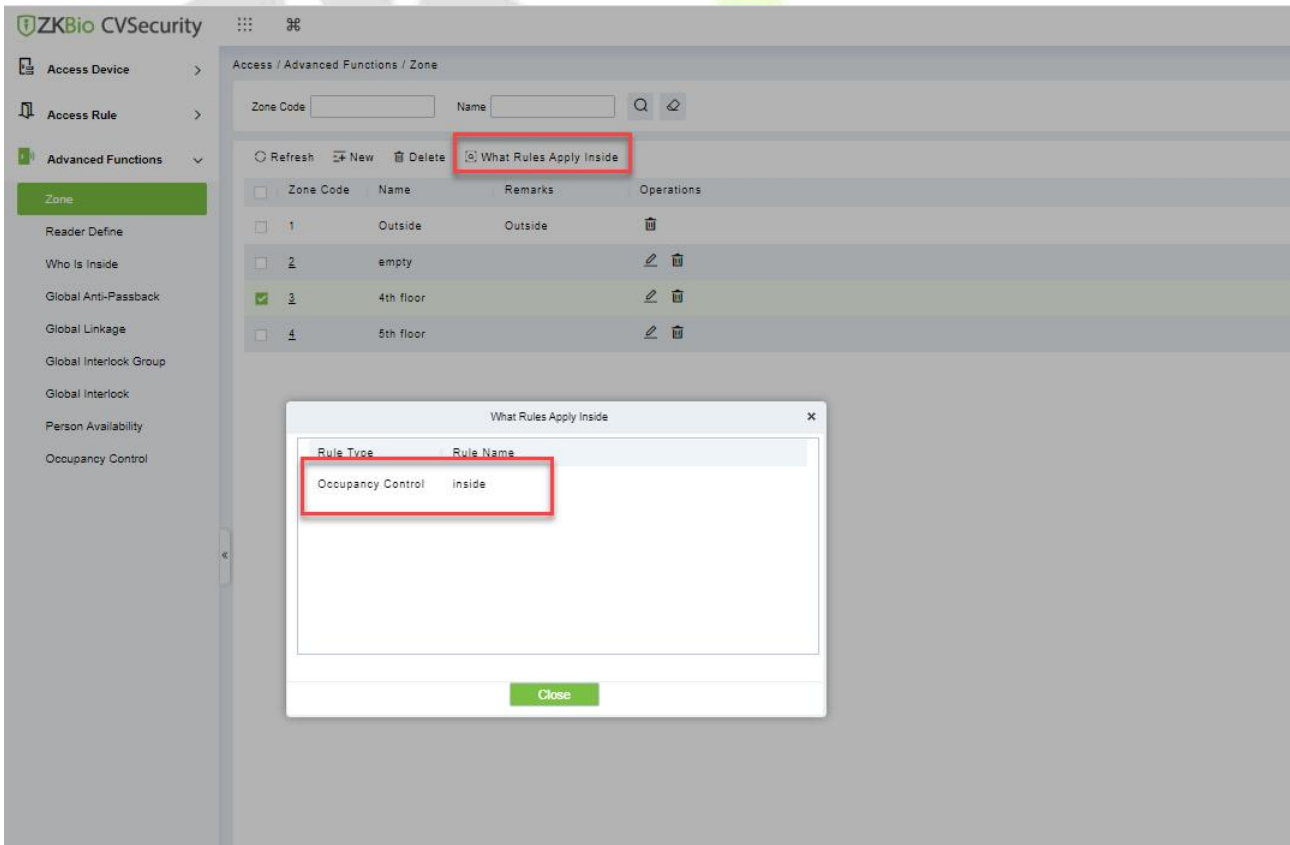 ZKBio CVSecurity
Access Device
Access Rule
Advanced Functions
Zone
Reader Define
Who Is Inside
Global Anti-Passback
Global Linkage
Global Interlock Group
Global Interlock
Person Availability
Occupancy Control
Access / Advanced Functions / Zone
Zone Code Name
Refresh New Delete What Rules Apply Inside
Zone Code Name Remarks Operations
1 Outside Outside
2 empty
3 4th floor
4 5th floor
What Rules Apply Inside
Rule Type Rule Name
Occupancy Control inside
Close